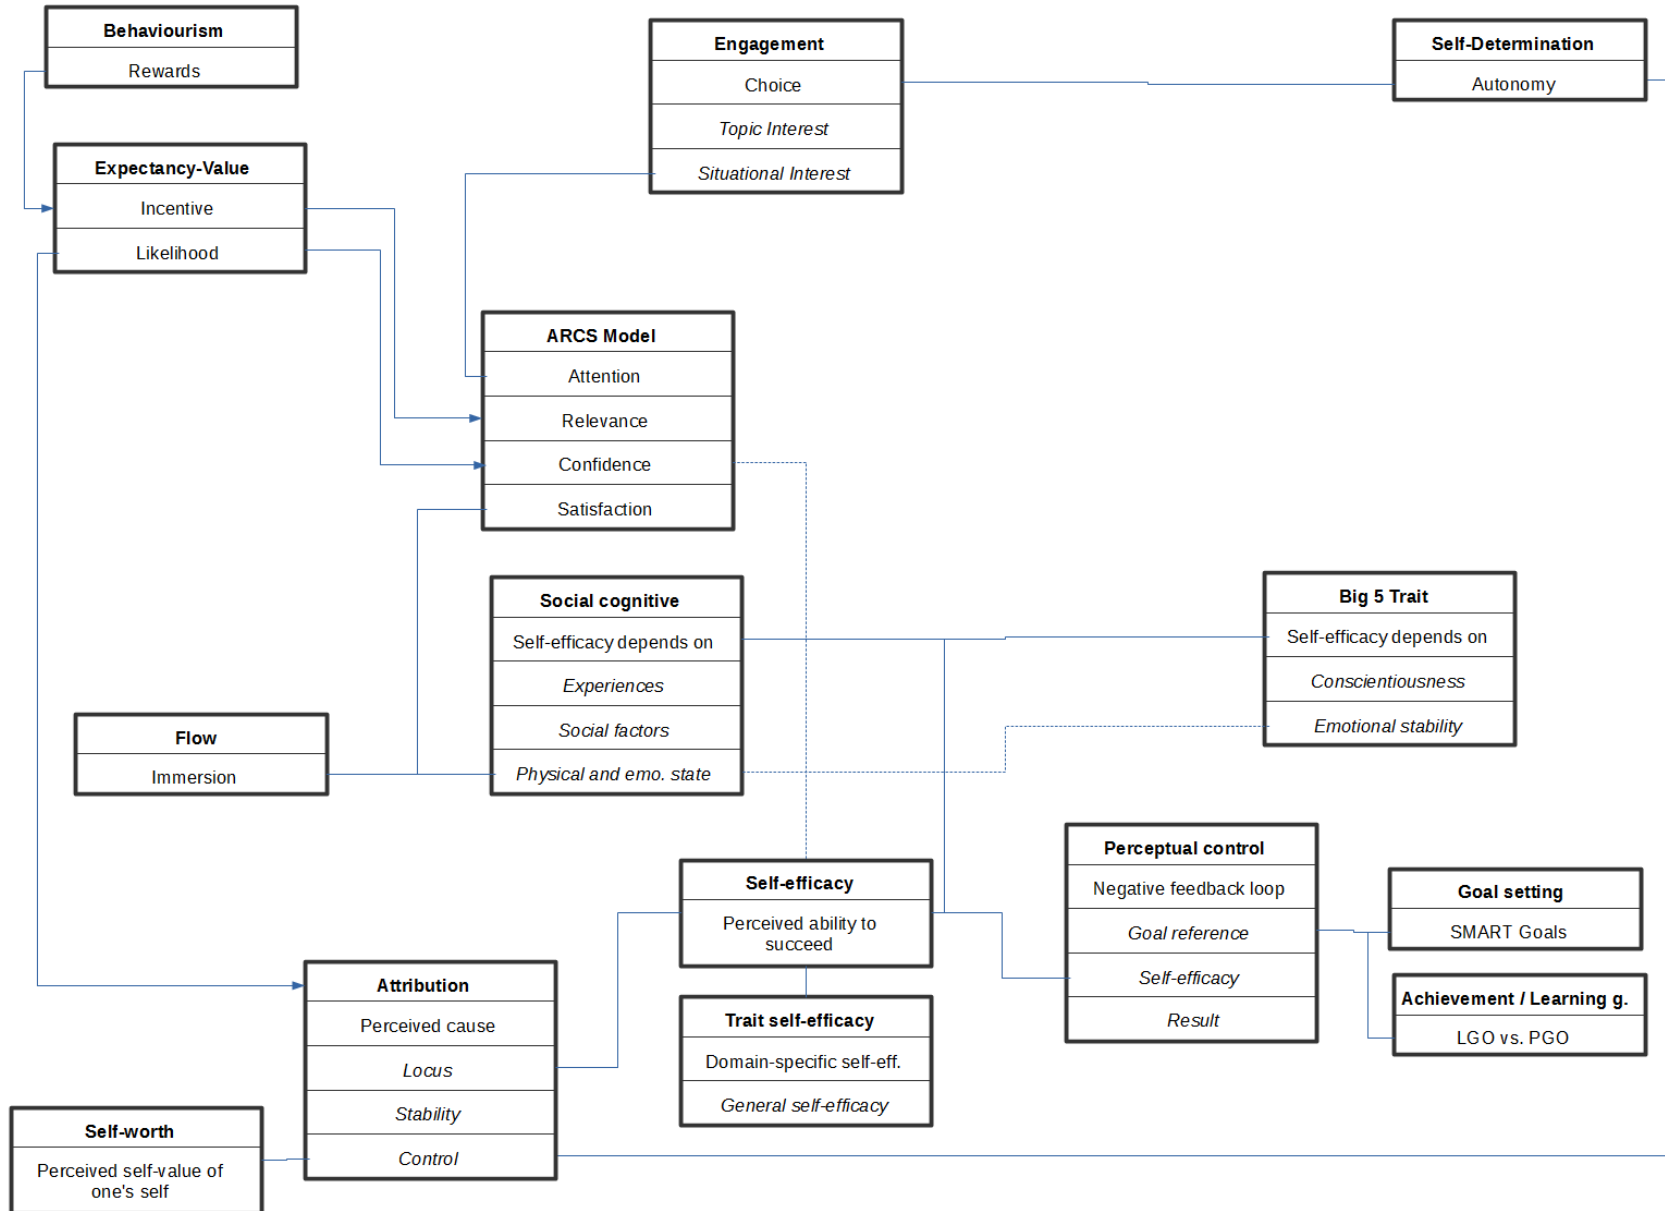 Behaviourism
Rewards
Engagement
Choice
Topic Interest
Situational Interest
Self-Determination
Autonomy
Expectancy-Value
Incentive
Likelihood
ARCS Model
Attention
Relevance
Confidence
Satisfaction
Social cognitive
Self-efficacy depends on
Experiences
Social factors
Physical and emo. state
Big 5 Trait
Self-efficacy depends on
Conscientiousness
Emotional stability
Flow
Immersion
Self-efficacy
Perceived ability to
succeed
Perceptual control
Negative feedback loop
Goal reference
Self-efficacy
Result
Goal setting
SMART Goals
Achievement / Learning g.
LGO vs. PGO
Attribution
Perceived cause
Locus
Stability
Control
Trait self-efficacy
Domain-specific self-eff.
General self-efficacy
Self-worth
Perceived self-value of
one's self